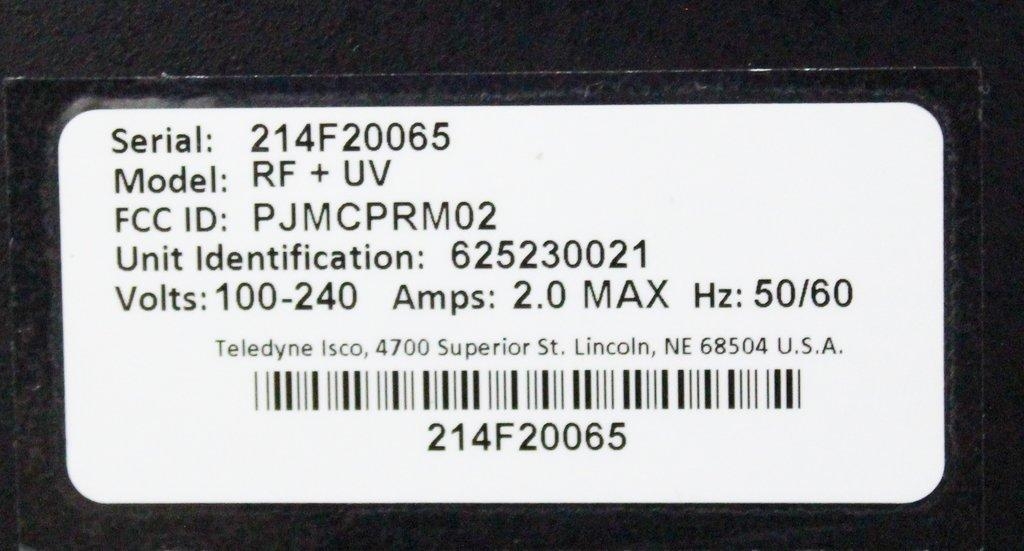 Serial: 214F20065
Model: RF + UV
FCC ID: PJMCPRM02
Unit Identification: 625230021
Volts: 100-240 Amps: 2.0 MAX Hz: 50/60
Teledyne Isco, 4700 Superior St. Lincoln, NE 68504 U.S.A.
214F20065